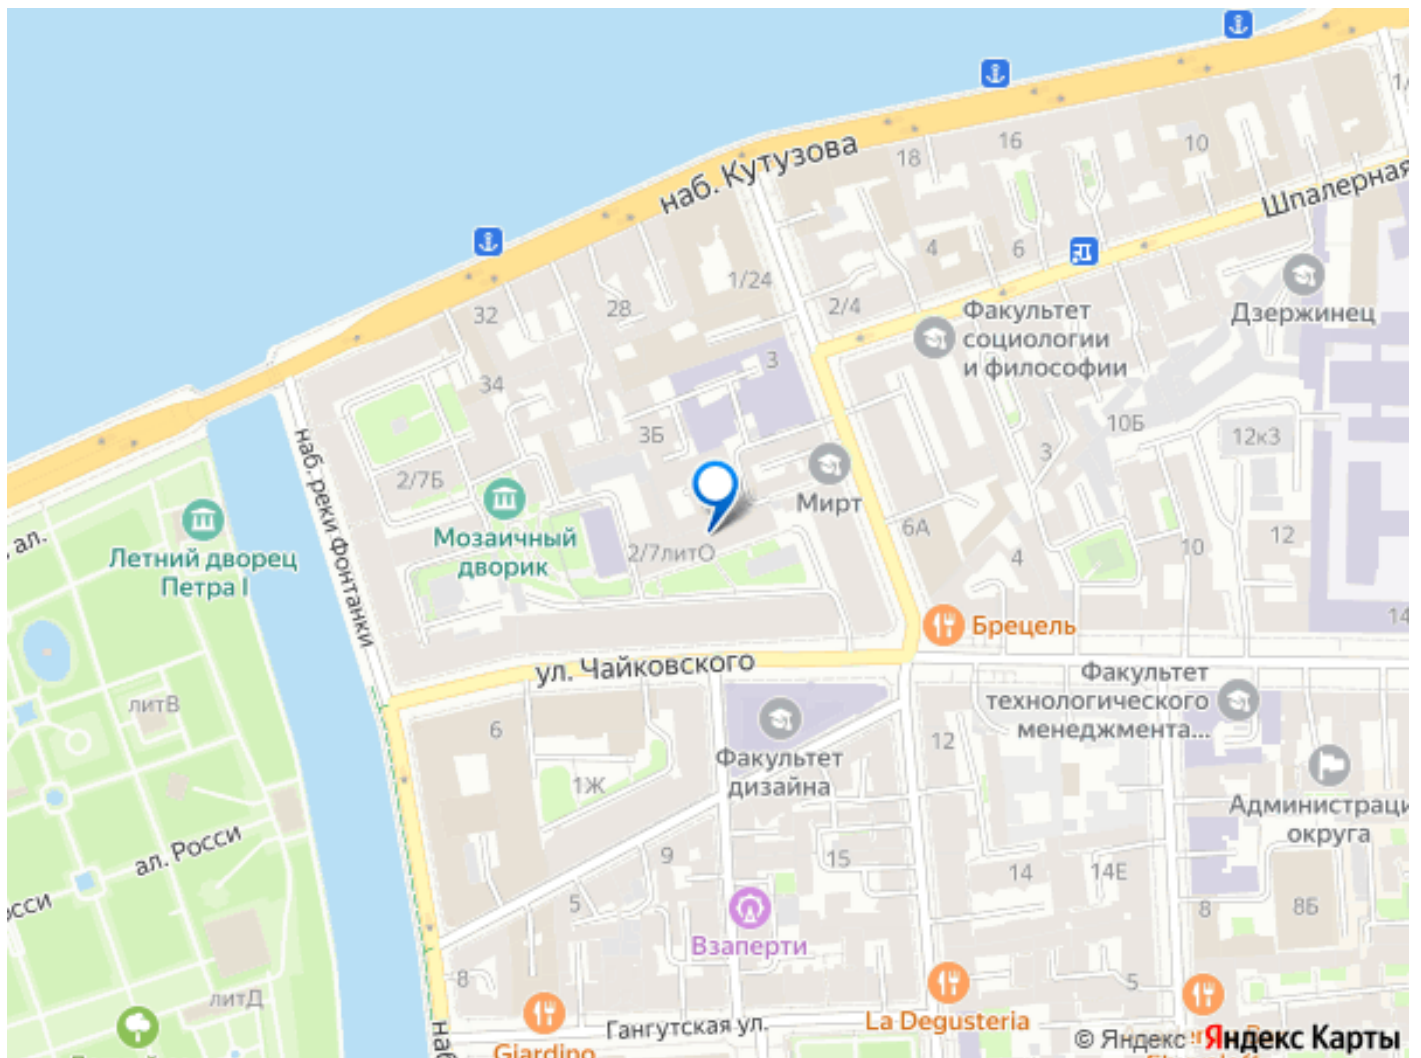 наб. Кутузова
18
16
10
1/
Шпалерная
1/24
4
6
2/4
32
28
Дзержинец
Факультет
социологии
и философии
3
34
3Б
10Б
12к3
3
наб. реки Фонтанки
2/7Б
Мирт
ал.
Летний дворец
Петра I
Мозаичный
дворик
2/7литО
6А
4
10
12
14
Брецель
ул. Чайковского
Факультет
технологического
менеджмента...
литВ
6
12
Факультет
дизайна
1Ж
Администраци
округа
ал. Росси
9
15
14
14Е
осси
5
8
8Б
Взаперти
8
5
литД
La Degusteria
Гангутская ул.
наб
Giardino
© Яндекс Яндекс Карты